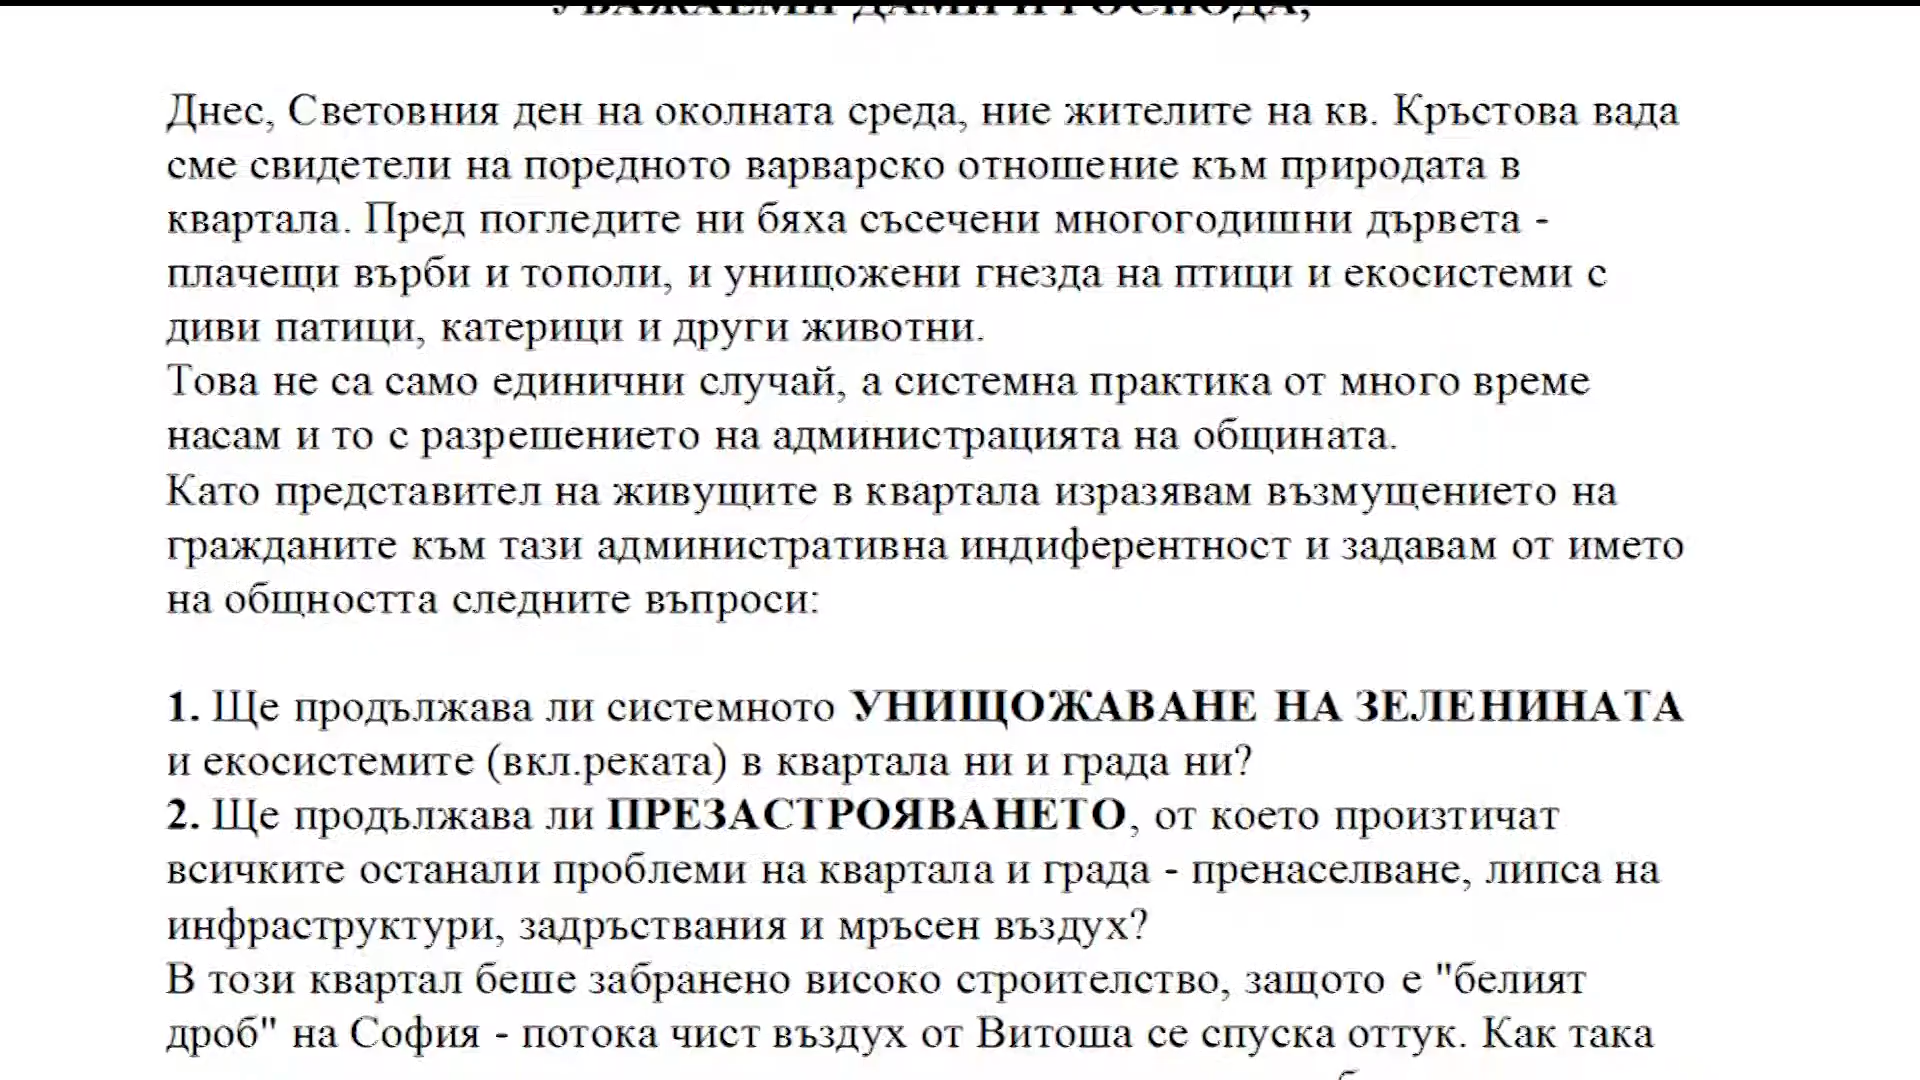 УВАЖАЕМИ ДАМИ И ГОСПОДА,
Днес, Световния ден на околната среда, ние жителите на кв. Кръстова вада
сме свидетели на поредното варварско отношение към природата в
квартала. Пред погледите ни бяха съсечени многогодишни дървета -
плачещи върби и тополи, и унищожени гнезда на птици и екосистеми с
диви патици, катерици и други животни.
Това не са само единични случай, а системна практика от много време
насам и то с разрешението на администрацията на общината.
Като представител на живущите в квартала изразявам възмущението на
гражданите към тази административна индиферентност и задавам от името
на общността следните въпроси:
1. Ще продължава ли системното УНИЩОЖАВАНЕ НА ЗЕЛЕНИНАТА
и екосистемите (вкл.реката) в квартала ни и града ни?
2. Ще продължава ли ПРЕЗАСТРОЯВАНЕТО, от което произтичат
всичките останали проблеми на квартала и града - пренаселване, липса на
инфраструктури, задръствания и мръсен въздух?
В този квартал беше забранено високо строителство, защото е "белият
дроб" на София - потока чист въздух от Витоша се спуска оттук. Как така